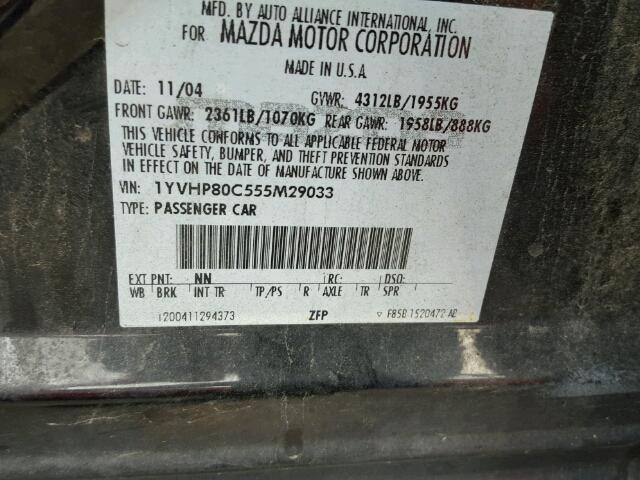 MFD. BY AUTO ALLIANCE INTERNATIONAL, INC.
FOR MAZDA MOTOR CORPORATION
MADE IN U.S.A
DATE: 11/04 GVWR: 4312LB/1955KG
FRONT GAWR: 2361LB/1070KG REAR GAWR: 1958LB/888KG
THIS VEHICLE CONFORMS TO ALL APPLICABLE FEDERAL MOTOR
VEHICLE SAFETY, BUMPER, AND THEFT PREVENTION STANDARDS
IN EFFECT ON THE DATE OF MANUFACTURE SHOWN ABOVE.
VIN: 1YVHP80C555M29033
TYPE: PASSENGER CAR
EXT PNT: NN RC: DSO:
WB BRK INT TR TP/PS R AXLE TR SPR
1200411294373 ZFP F85B 1520472 AB